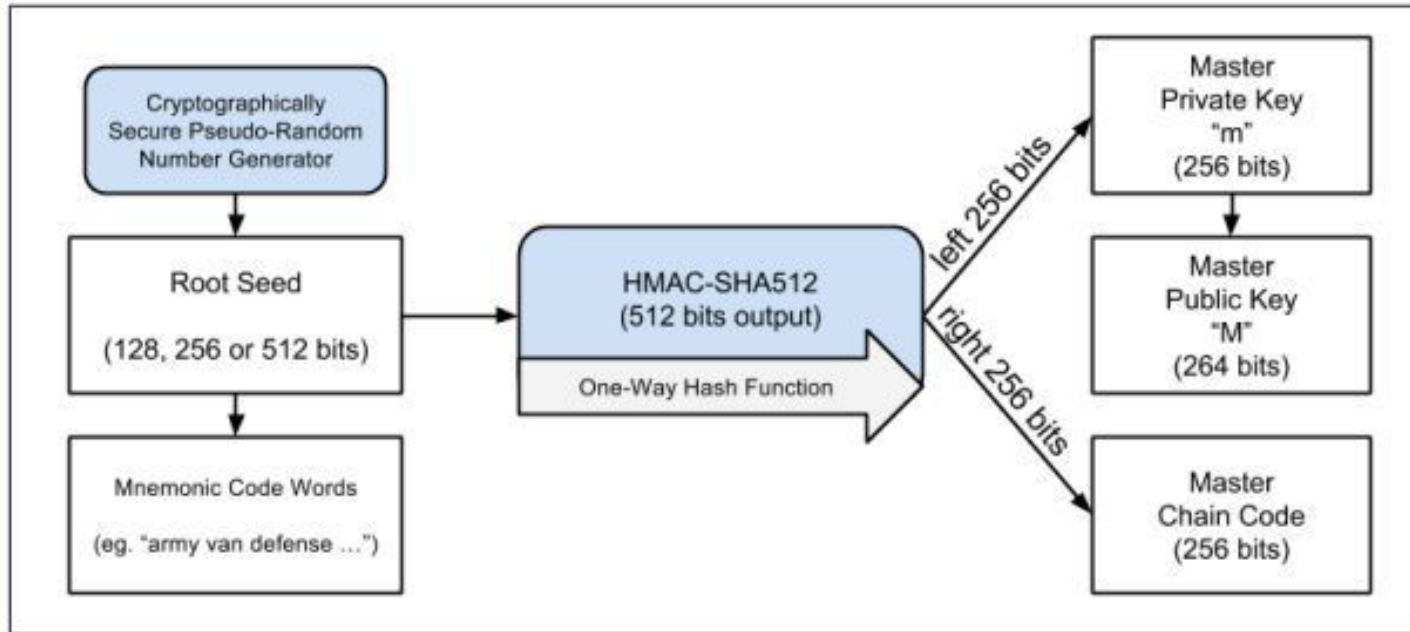 Cryptographically
Secure Pseudo-Random
Number Generator
Root Seed
(128, 256 or 512 bits)
Mnemonic Code Words
(eg. “army van defense ...”)
HMAC-SHA512
(512 bits output)
One-Way Hash Function
left 256 bits
right 256 bits
Master
Private Key
“m”
(256 bits)
Master
Public Key
“M”
(264 bits)
Master
Chain Code
(256 bits)